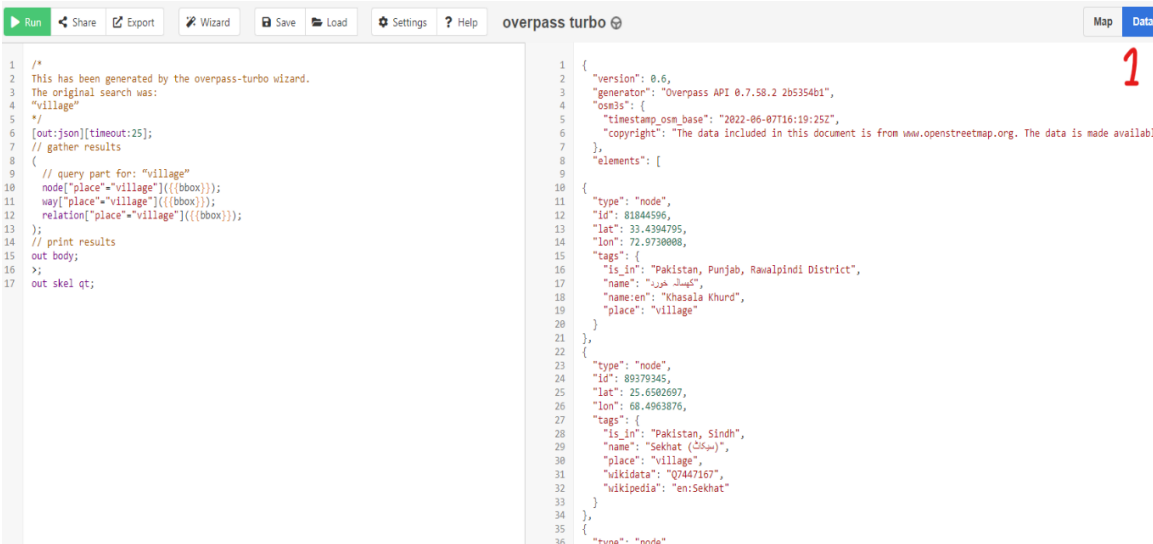 Run Share Export Wizard Save Load Settings ? Help overpass turbo Map Data
1
1 /*
2 This has been generated by the overpass-turbo wizard.
3 The original search was:
4 “village”
5 */
6 [out:json][timeout:25];
7 // gather results
8 (
9 // query part for: “village”
10 node["place"="village"]({{bbox}});
11 way["place"="village"]({{bbox}});
12 relation["place"="village"]({{bbox}});
13 );
14 // print results
15 out body;
16 >;
17 out skel qt;
1 {
2 "version": 0.6,
3 "generator": "Overpass API 0.7.58.2 2b5354b1",
4 "osm3s": {
5 "timestamp_osm_base": "2022-06-07T16:19:25Z",
6 "copyright": "The data included in this document is from www.openstreetmap.org. The data is made availabl
7 },
8 "elements": [
9
10 {
11 "type": "node",
12 "id": 81844596,
13 "lat": 33.4394795,
14 "lon": 72.9730008,
15 "tags": {
16 "is_in": "Pakistan, Punjab, Rawalpindi District",
17 "name": "کهساله خورد",
18 "name:en": "Khasala Khurd",
19 "place": "village"
20 }
21 },
22 {
23 "type": "node",
24 "id": 89379345,
25 "lat": 25.6502697,
26 "lon": 68.4963876,
27 "tags": {
28 "is_in": "Pakistan, Sindh",
29 "name": "Sekhat (سيکاٹ)",
30 "place": "village",
31 "wikidata": "Q7447167",
32 "wikipedia": "en:Sekhat"
33 }
34 },
35 {
36 "type": "node",